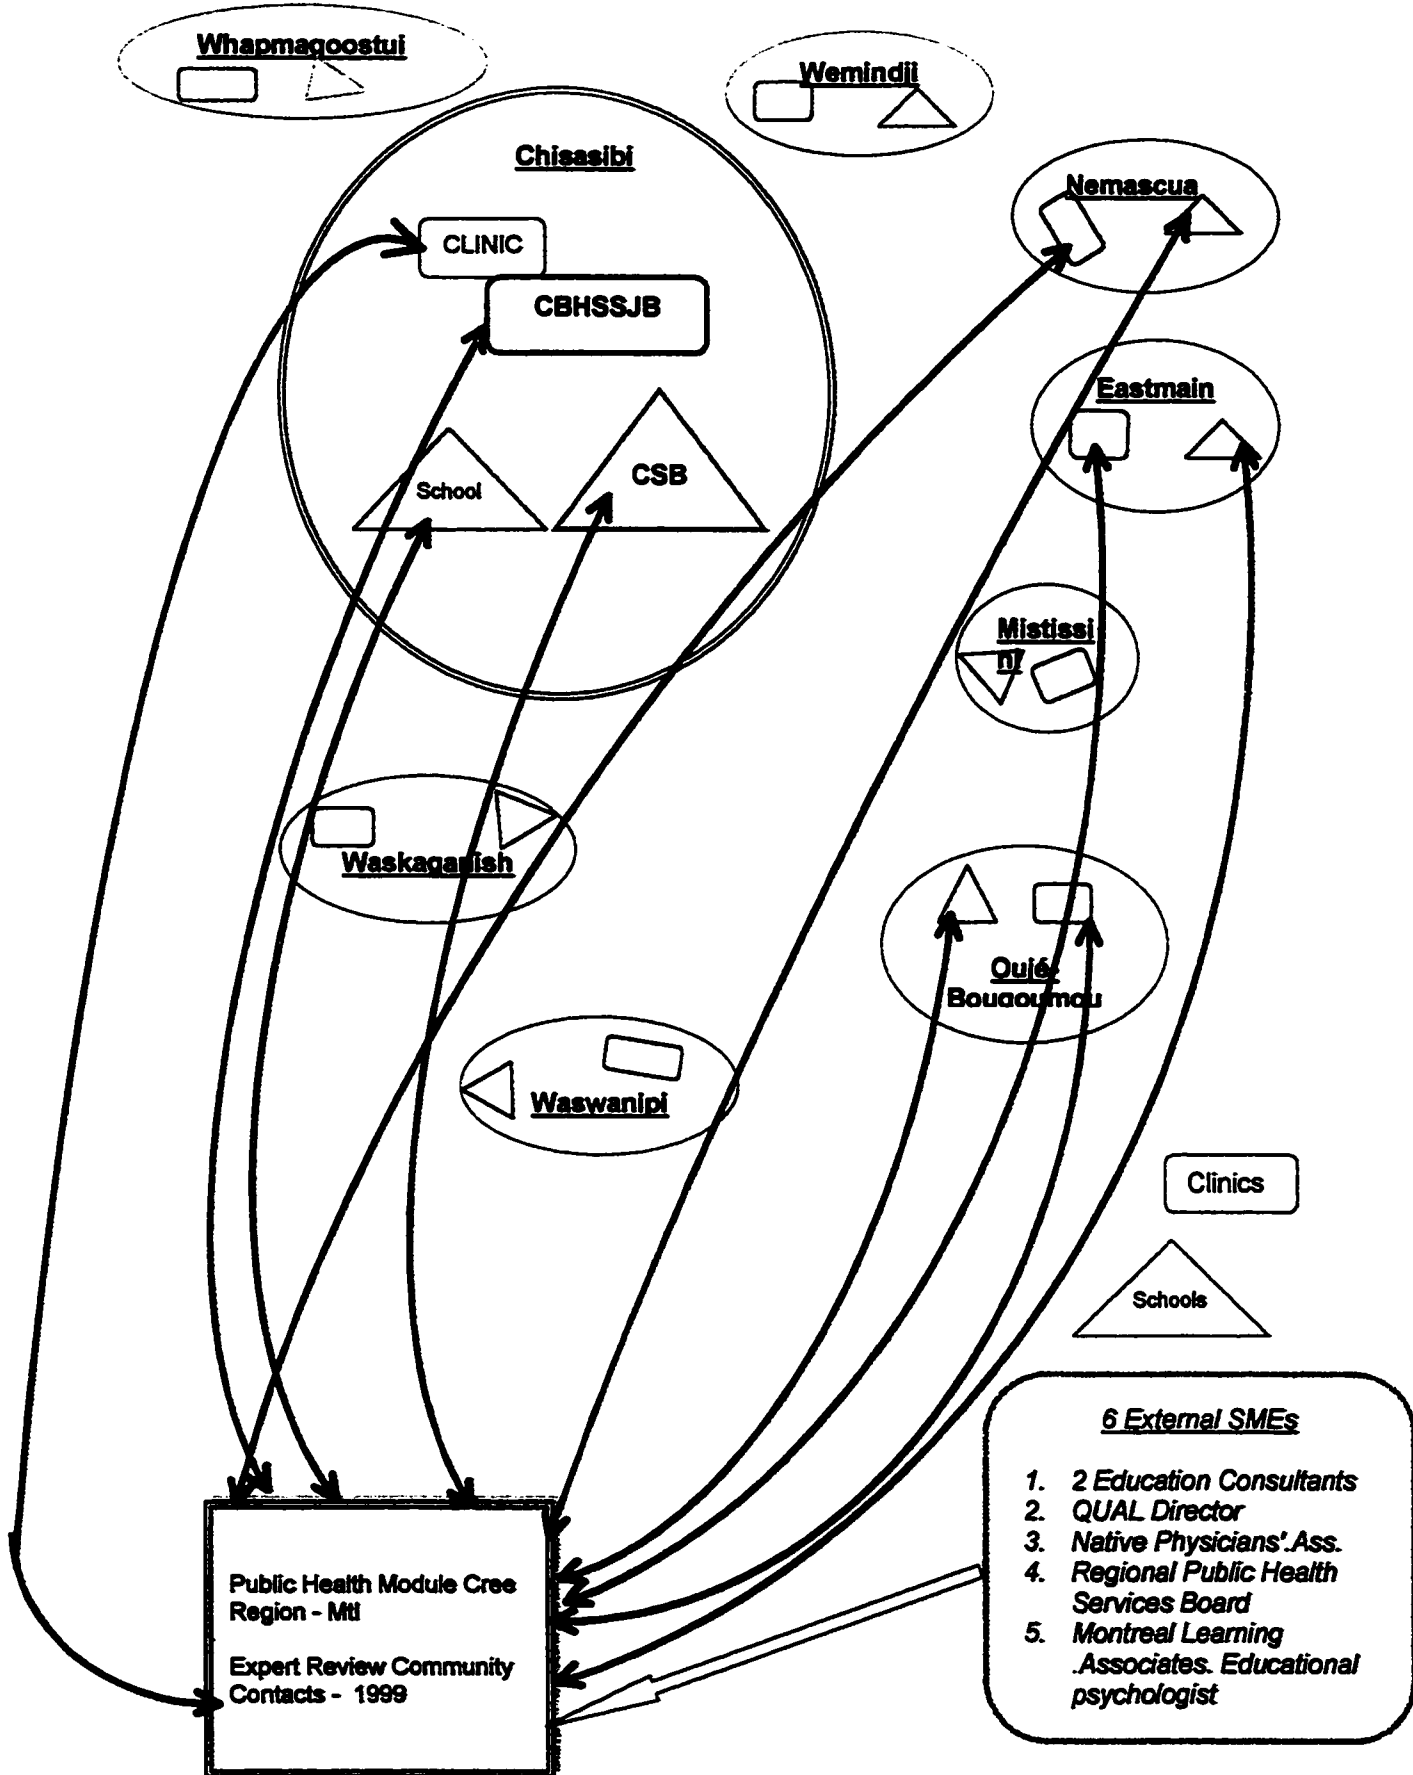 Whapmagoostui
Wemindji
Chisasibi
Nemascua
CLINIC
CBHSSJB
Eastmain
School
CSB
Mistissi
ni
Waskaganish
Oujé-
Bougoumou
Waswanipi
Clinics
Schools
6 External SMEs
1. 2 Education Consultants
2. QUAL Director
3. Native Physicians'.Ass.
4. Regional Public Health
Services Board
5. Montreal Learning
.Associates. Educational
psychologist
Public Health Module Cree
Region - Mtl
Expert Review Community
Contacts - 1999